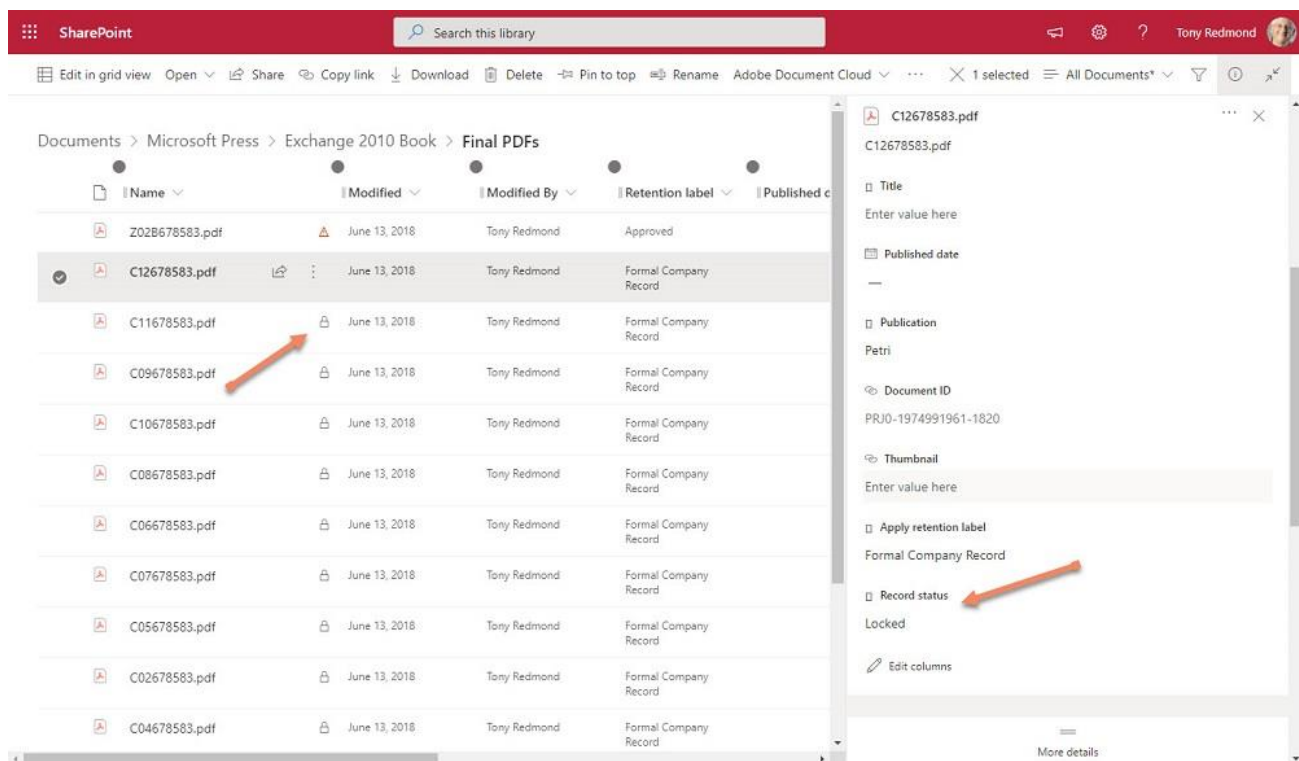 SharePoint
Search this library
Tony Redmond
Edit in grid view Open Share Copy link Download Delete Pin to top Rename Adobe Document Cloud ... 1 selected All Documents*
Documents > Microsoft Press > Exchange 2010 Book > Final PDFs
Name Modified Modified By Retention label Published c
Z02B678583.pdf June 13, 2018 Tony Redmond Approved
C12678583.pdf June 13, 2018 Tony Redmond Formal Company
Record
C11678583.pdf June 13, 2018 Tony Redmond Formal Company
Record
C09678583.pdf June 13, 2018 Tony Redmond Formal Company
Record
C10678583.pdf June 13, 2018 Tony Redmond Formal Company
Record
C08678583.pdf June 13, 2018 Tony Redmond Formal Company
Record
C06678583.pdf June 13, 2018 Tony Redmond Formal Company
Record
C07678583.pdf June 13, 2018 Tony Redmond Formal Company
Record
C05678583.pdf June 13, 2018 Tony Redmond Formal Company
Record
C02678583.pdf June 13, 2018 Tony Redmond Formal Company
Record
C04678583.pdf June 13, 2018 Tony Redmond Formal Company
Record
C12678583.pdf
C12678583.pdf
Title
Enter value here
Published date
—
Publication
Petri
Document ID
PRJ0-1974991961-1820
Thumbnail
Enter value here
Apply retention label
Formal Company Record
Record status
Locked
Edit columns
More details